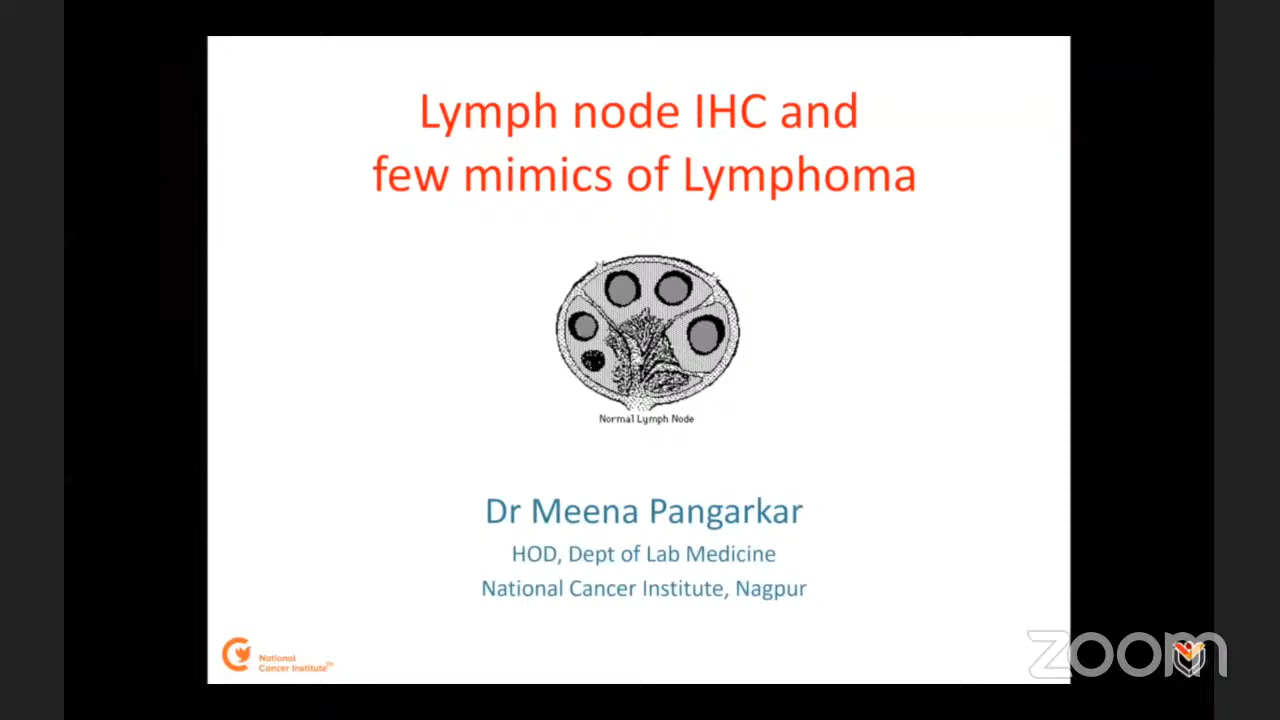 Lymph node IHC and
few mimics of Lymphoma
Normal Lymph Node
Dr Meena Pangarkar
HOD, Dept of Lab Medicine
National Cancer Institute, Nagpur
National
Cancer Institute
zoom